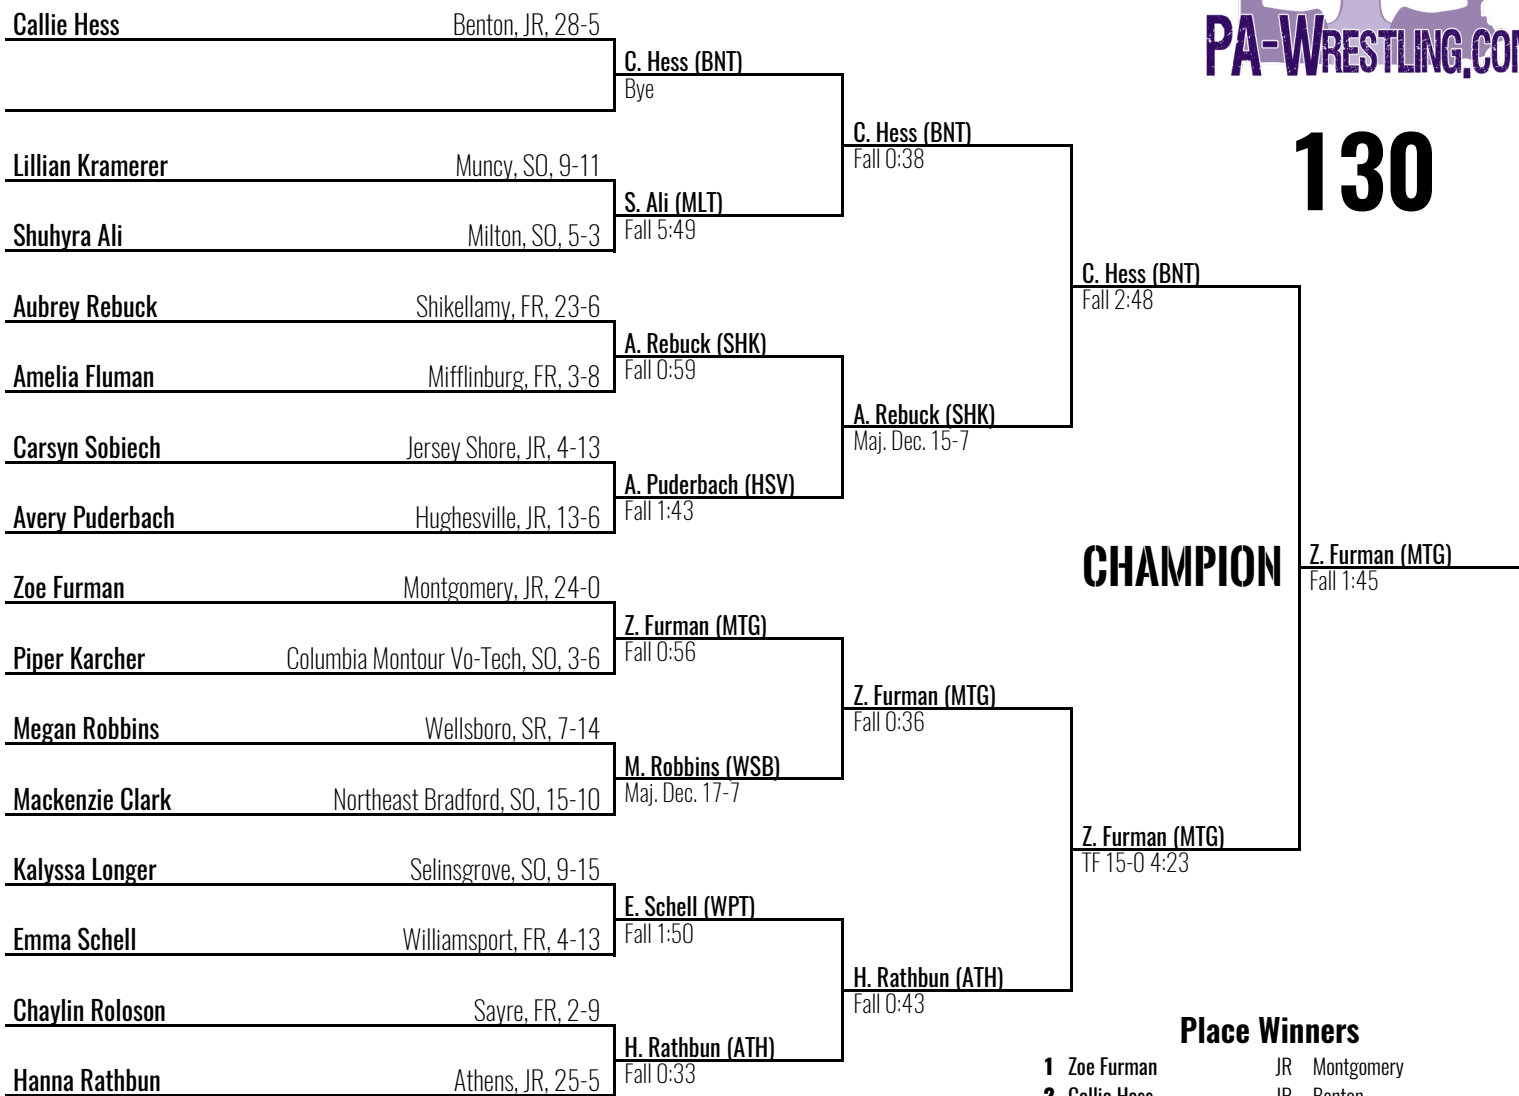 Callie Hess Benton, JR, 28-5
C. Hess (BNT)
Bye
Lillian Kramerer Muncy, SO, 9-11
S. Ali (MLT)
Fall 5:49
Shuhyra Ali Milton, SO, 5-3
C. Hess (BNT)
Fall 0:38
Aubrey Rebuck Shikellamy, FR, 23-6
A. Rebuck (SHK)
Fall 0:59
Amelia Fluman Mifflinburg, FR, 3-8
Carsyn Sobiech Jersey Shore, JR, 4-13
A. Puderbach (HSV)
Fall 1:43
Avery Puderbach Hughesville, JR, 13-6
A. Rebuck (SHK)
Maj. Dec. 15-7
C. Hess (BNT)
Fall 2:48
Zoe Furman Montgomery, JR, 24-0
Z. Furman (MTG)
Fall 0:56
Piper Karcher Columbia Montour Vo-Tech, SO, 3-6
Megan Robbins Wellsboro, SR, 7-14
M. Robbins (WSB)
Maj. Dec. 17-7
Mackenzie Clark Northeast Bradford, SO, 15-10
Z. Furman (MTG)
Fall 0:36
Kalyssa Longer Selinsgrove, SO, 9-15
E. Schell (WPT)
Fall 1:50
Emma Schell Williamsport, FR, 4-13
Chaylin Roloson Sayre, FR, 2-9
H. Rathbun (ATH)
Fall 0:33
Hanna Rathbun Athens, JR, 25-5
H. Rathbun (ATH)
Fall 0:43
Z. Furman (MTG)
TF 15-0 4:23
CHAMPION
Z. Furman (MTG)
Fall 1:45
PA-WRESTLING.COM
130
Place Winners
1 Zoe Furman JR Montgomery
2 Callie Hess JR Benton